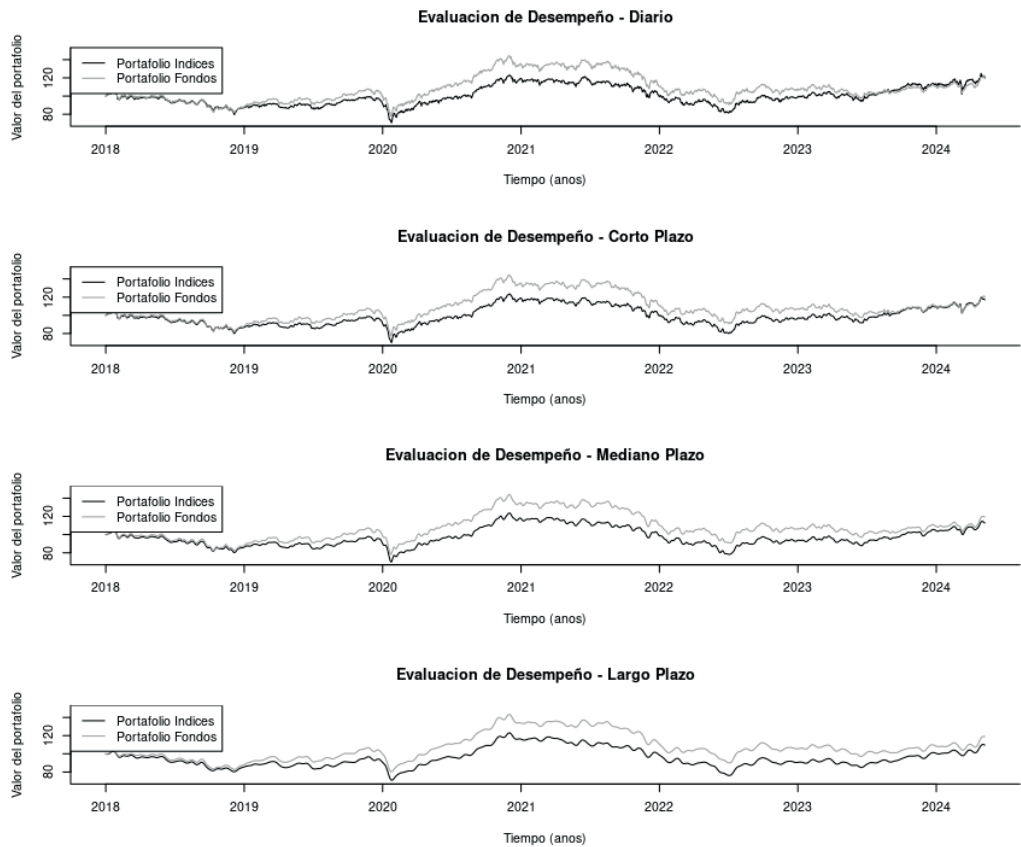 Evaluacion de Desempeño - Diario
Valor del portafolio
120
80
Portafolio Indices
Portafolio Fondos
2018 2019 2020 2021 2022 2023 2024
Tiempo (anos)
Evaluacion de Desempeño - Corto Plazo
Valor del portafolio
120
80
Portafolio Indices
Portafolio Fondos
2018 2019 2020 2021 2022 2023 2024
Tiempo (anos)
Evaluacion de Desempeño - Mediano Plazo
Valor del portafolio
120
80
Portafolio Indices
Portafolio Fondos
2018 2019 2020 2021 2022 2023 2024
Tiempo (anos)
Evaluacion de Desempeño - Largo Plazo
Valor del portafolio
120
80
Portafolio Indices
Portafolio Fondos
2018 2019 2020 2021 2022 2023 2024
Tiempo (anos)